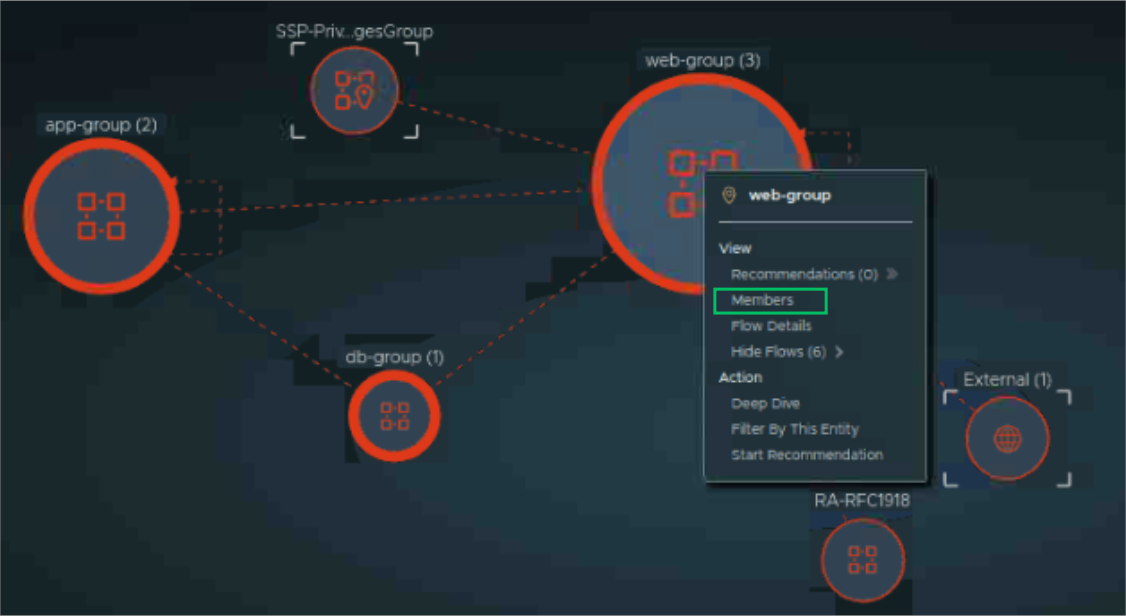 SSP-Priv...gesGroup
web-group (3)
app-group (2)
web-group
View
Recommendations (0)
Members
Flow Details
Hide Flows (6)
Action
Deep Dive
Filter By This Entity
Start Recommendation
db-group (1)
External (1)
RA-RFC1918